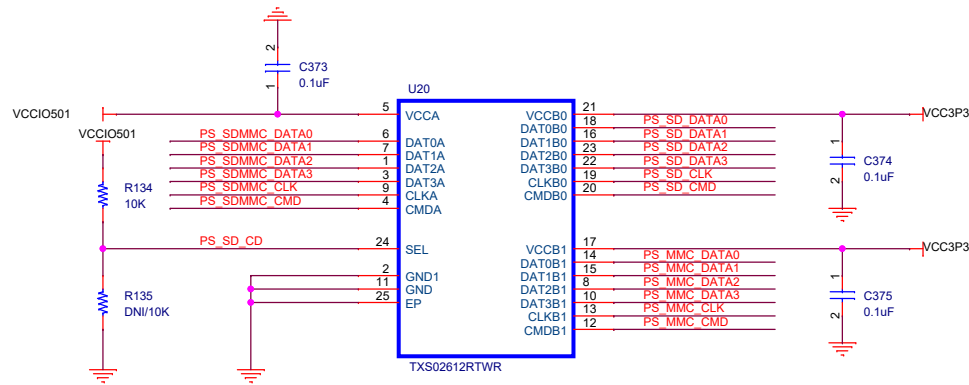 2
C373
0.1uF
1
U20
VCCIO501 5 VCCA VCCB0 21 VCC3P3
VCCIO501
DAT0B0 18 PS_SD_DATA0
PS_SDMMC_DATA0 6 DAT0A DAT1B0 16 PS_SD_DATA1
PS_SDMMC_DATA1 7 DAT1A DAT2B0 23 PS_SD_DATA2
PS_SDMMC_DATA2 1 DAT2A DAT3B0 22 PS_SD_DATA3
PS_SDMMC_DATA3 3 DAT3A CLKB0 19 PS_SD_CLK
PS_SDMMC_CLK 9 CLKA CMDB0 20 PS_SD_CMD
PS_SDMMC_CMD 4 CMDA
1
C374
0.1uF
2
R134
10K
PS_SD_CD 24 SEL VCCB1 17 VCC3P3
DAT0B1 14 PS_MMC_DATA0
2 GND1 DAT1B1 15 PS_MMC_DATA1
11 GND DAT2B1 8 PS_MMC_DATA2
25 EP DAT3B1 10 PS_MMC_DATA3
CLKB1 13 PS_MMC_CLK
CMDB1 12 PS_MMC_CMD
1
C375
0.1uF
2
R135
DNI/10K
TXS02612RTWR